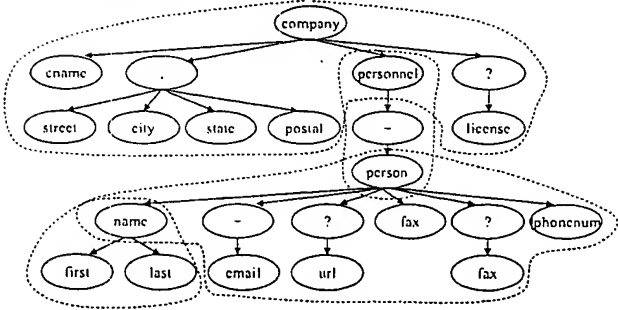 company
cname , personnel ?
street city state postal - license
person
name - ? fax ? phonenum
first last email url fax